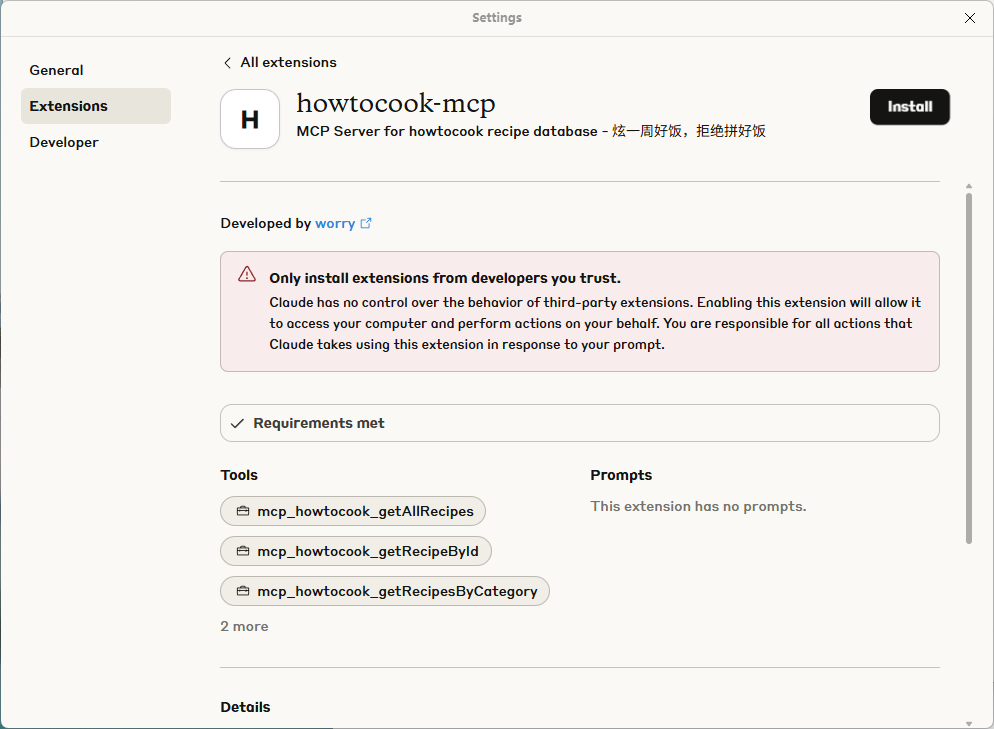 Settings
General
Extensions
Developer
All extensions
H
howtocook-mcp
MCP Server for howtocook recipe database - 炫一周好饭，拒绝拼好饭
Install
Developed by worry
Only install extensions from developers you trust.
Claude has no control over the behavior of third-party extensions. Enabling this extension will allow it
to access your computer and perform actions on your behalf. You are responsible for all actions that
Claude takes using this extension in response to your prompt.
Requirements met
Tools
mcp_howtocook_getAllRecipes
mcp_howtocook_getRecipeById
mcp_howtocook_getRecipesByCategory
2 more
Prompts
This extension has no prompts.
Details